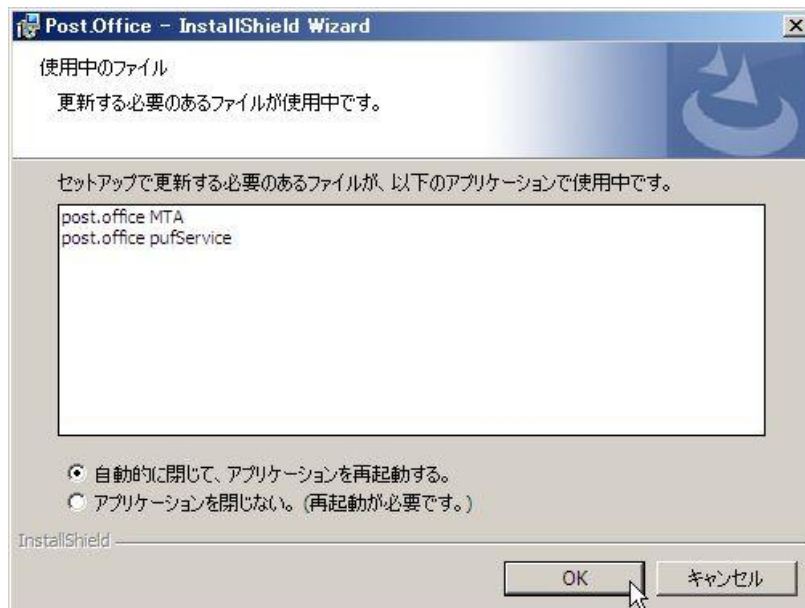 Post.Office - InstallShield Wizard
使用中のファイル
更新する必要のあるファイルが使用中です。
セットアップで更新する必要のあるファイルが、以下のアプリケーションで使用中です。
post.office MTA
post.office pufService
自動的に閉じて、アプリケーションを再起動する。
アプリケーションを閉じない。(再起動が必要です。)
InstallShield
OK
キャンセル